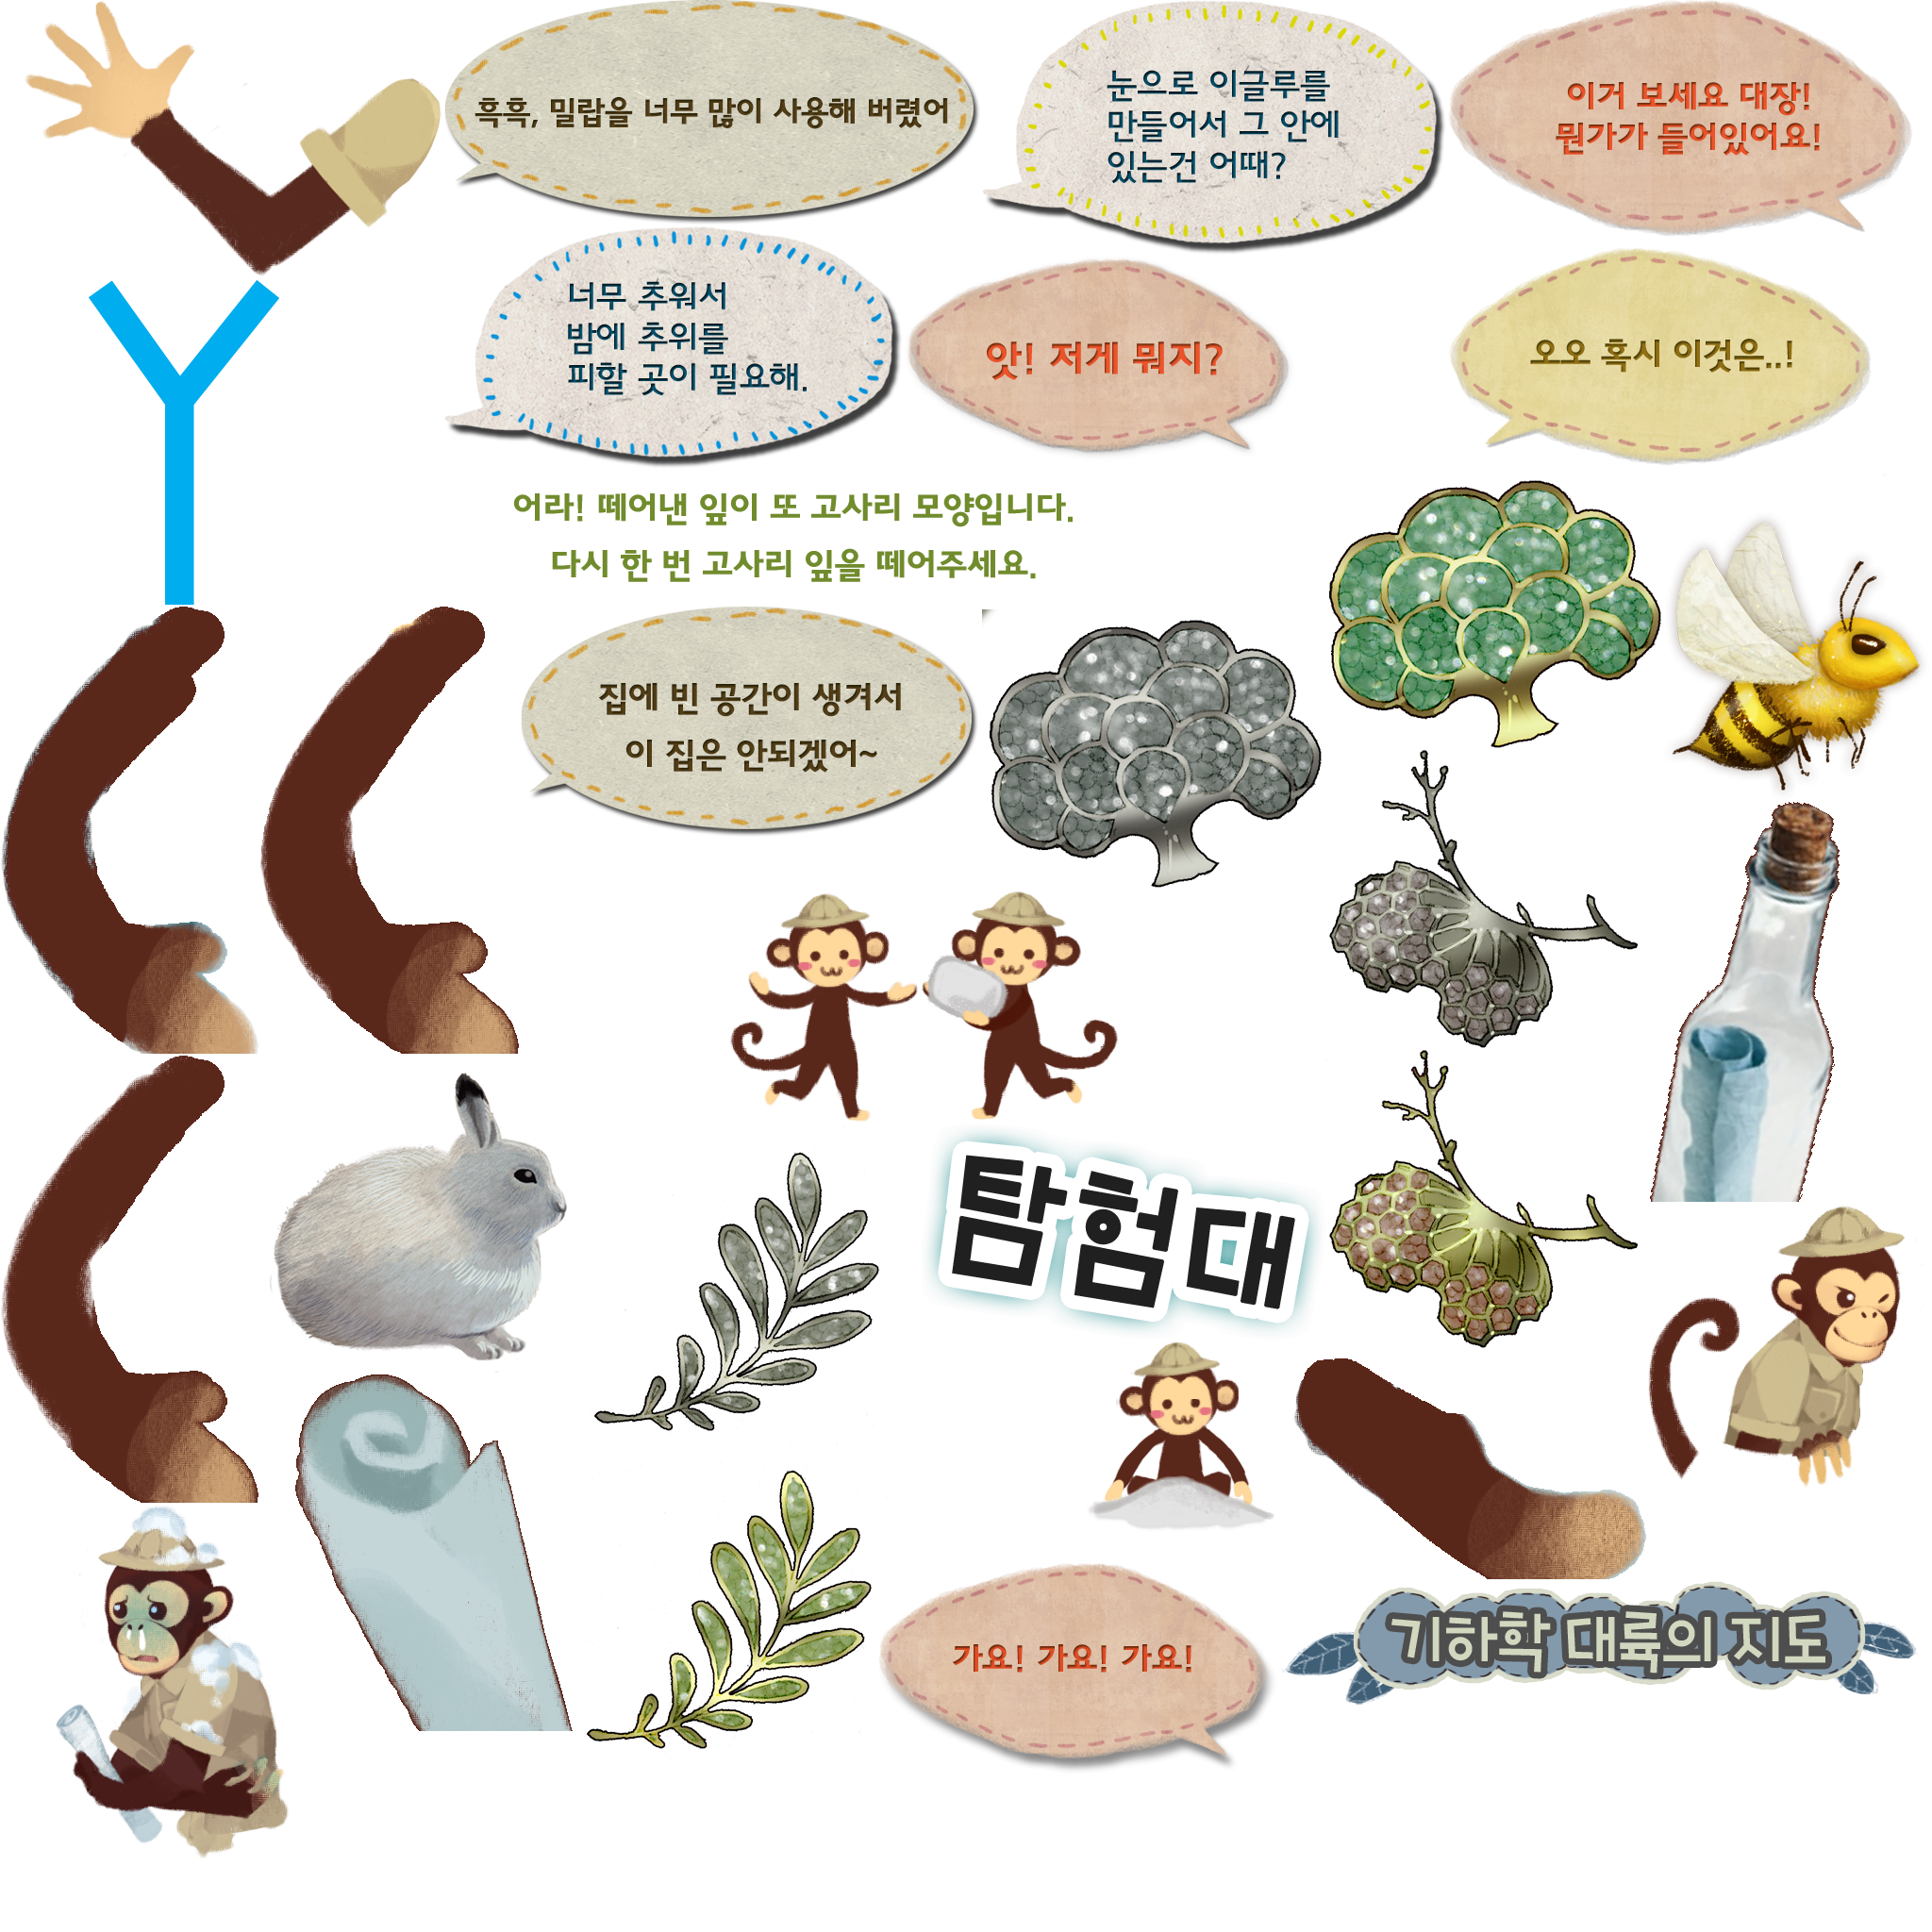 흑흑, 밀랍을 너무 많이 사용해 버렸어
눈으로 이글루를
만들어서 그 안에
있는건 어때?
이거 보세요 대장!
뭔가가 들어있어요!
너무 추워서
밤에 추위를
피할 곳이 필요해.
앗! 저게 뭐지?
오오 혹시 이것은..!
어라! 떼어낸 잎이 또 고사리 모양입니다.
다시 한 번 고사리 잎을 떼어주세요.
집에 빈 공간이 생겨서
이 집은 안되겠어~
탐험대
가요! 가요! 가요!
기하학 대륙의 지도